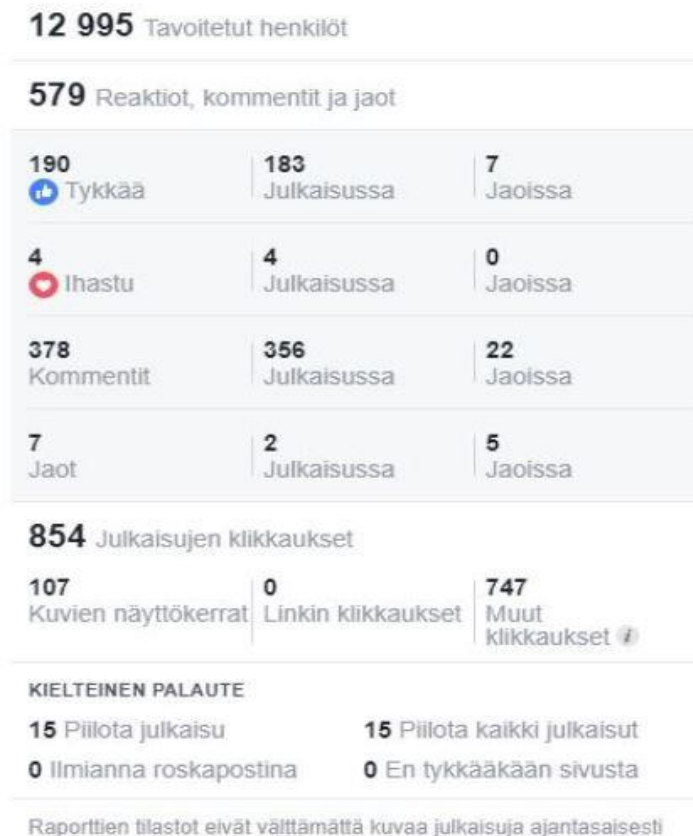 12 995 Tavoitetut henkilöt
579 Reaktiot, kommentit ja jaot
190 183 7
Tykkää Julkaisussa Jaoissa
4 4 0
Ihastu Julkaisussa Jaoissa
378 356 22
Kommentit Julkaisussa Jaoissa
7 2 5
Jaot Julkaisussa Jaoissa
854 Julkaisujen klikkaukset
107 0 747
Kuvien näyttökerrat Linkin klikkaukset Muut
klikkaukset i
KIELTEINEN PALAUTE
15 Piilota julkaisu 15 Piilota kaikki julkaisut
0 Ilmianna roskapostina 0 En tykkääkään sivusta
Raporttien tilastot eivät välttämättä kuvaa julkaisuja ajantasaisesti